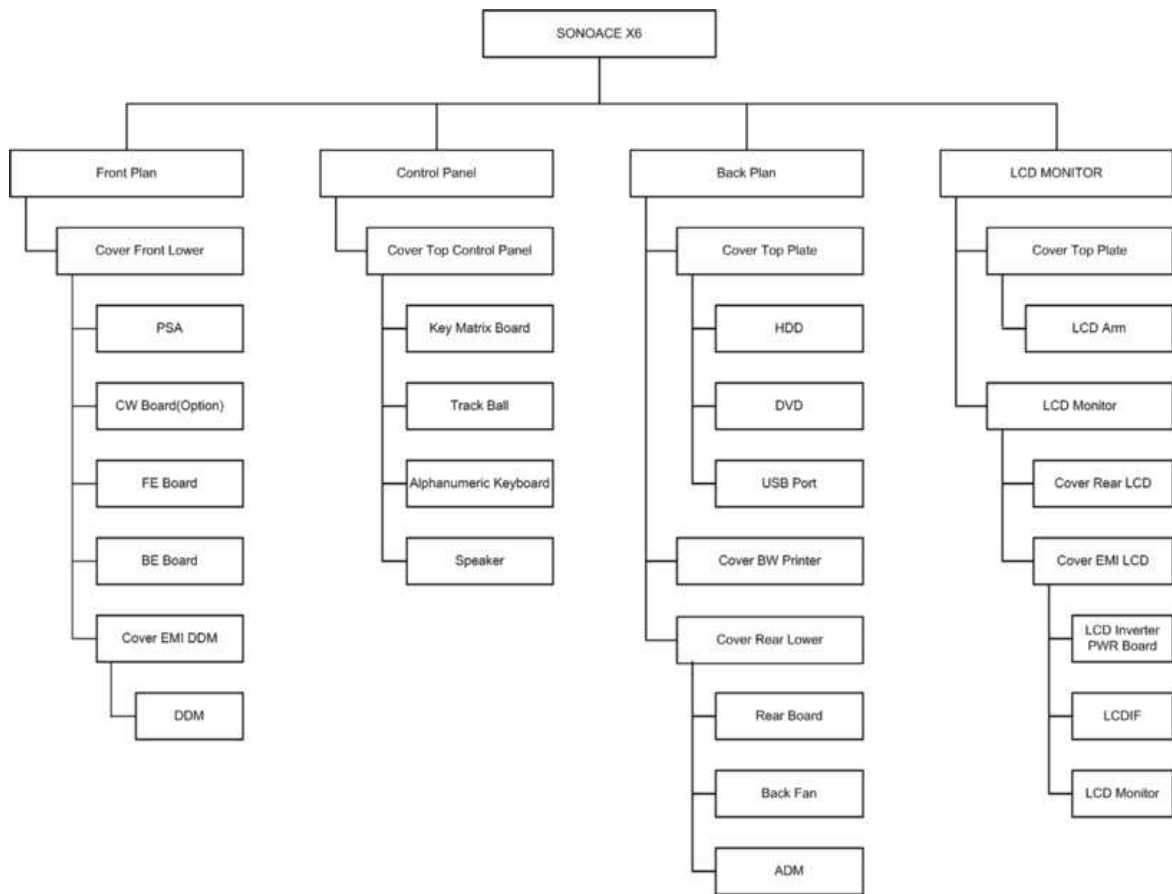 SONOACE X6
Front Plan
Control Panel
Back Plan
LCD MONITOR
Cover Front Lower
Cover Top Control Panel
Cover Top Plate
Cover Top Plate
PSA
Key Matrix Board
HDD
LCD Arm
CW Board(Option)
Track Ball
DVD
LCD Monitor
FE Board
Alphanumeric Keyboard
USB Port
Cover Rear LCD
BE Board
Speaker
Cover BW Printer
Cover EMI LCD
Cover EMI DDM
Cover Rear Lower
LCD Inverter
PWR Board
DDM
Rear Board
LCDIF
Back Fan
LCD Monitor
ADM